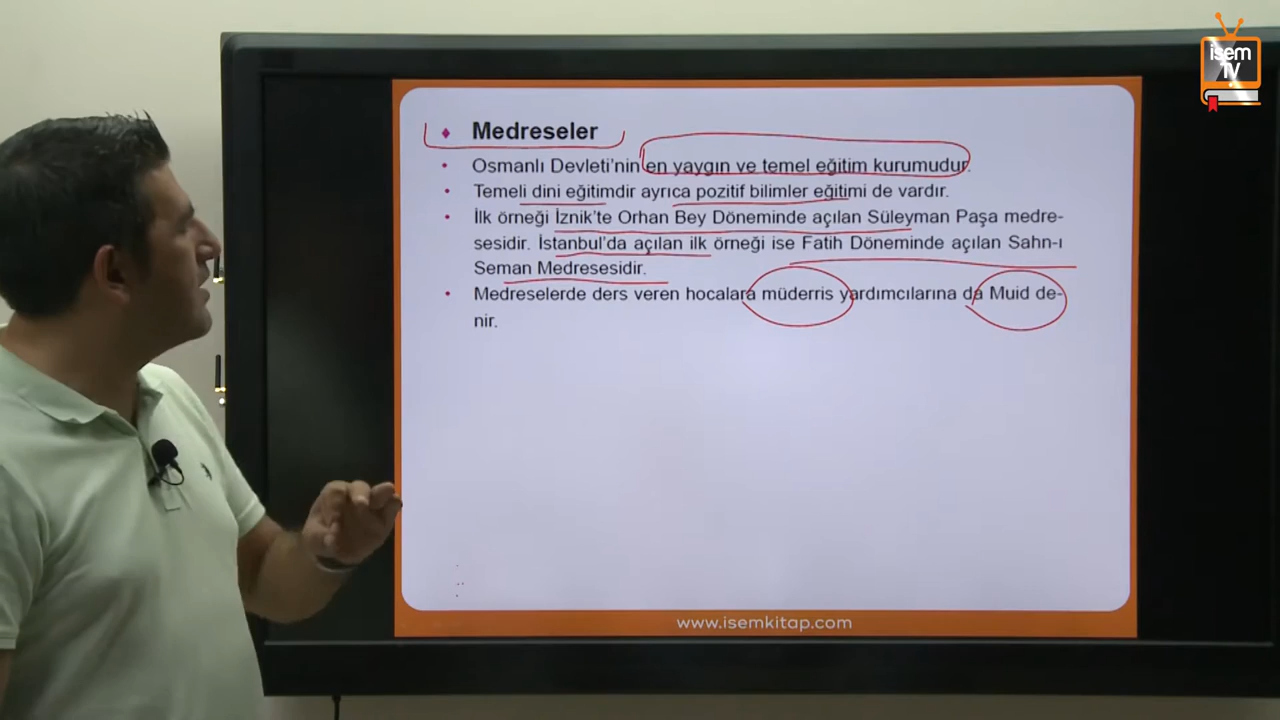 isem
TV
♦ Medreseler
• Osmanlı Devleti'nin en yaygın ve temel eğitim kurumudur.
• Temeli dini eğitimdir ayrıca pozitif bilimler eğitimi de vardır.
• İlk örneği İznik'te Orhan Bey Döneminde açılan Süleyman Paşa medre-
sesidir. İstanbul'da açılan ilk örneği ise Fatih Döneminde açılan Sahn-ı
Seman Medresesidir.
• Medreselerde ders veren hocalara müderris yardımcılarına da Muid de-
nir.
www.isemkitap.com